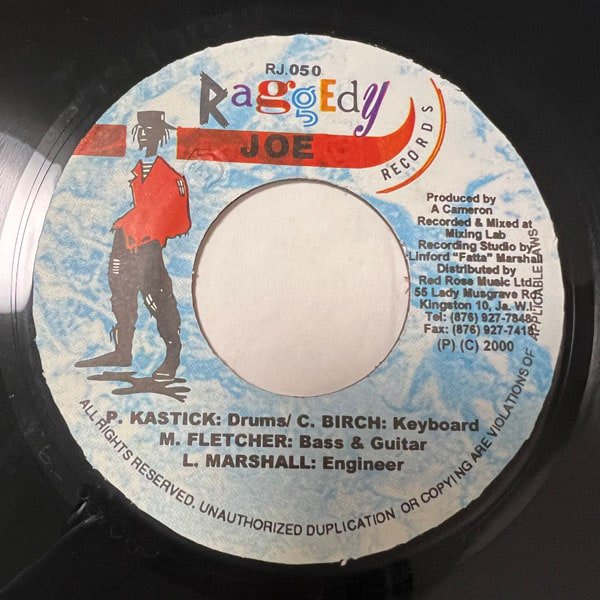 RJ.050
RaggEdy
JOE
RECORDS
Produced by
A Cameron
Recorded & Mixed at
Mixing Lab
Recording Studio by
Linford "Fatta" Marshal
Distributed by
Red Rose Music Ltd
55 Lady Musgrave Rd
Kingston 10, Ja. W.I.
Tel: (876) 927-7848
Fax: (876) 927-7418
(P) (C) 2000
P. KASTICK: Drums/ C. BIRCH: Keyboard
M. FLETCHER: Bass & Guitar
L. MARSHALL: Engineer
ALL RIGHTS RESERVED. UNAUTHORIZED DUPLICATION OR COPYING ARE VIOLATIONS OF APPLICABLE LAWS